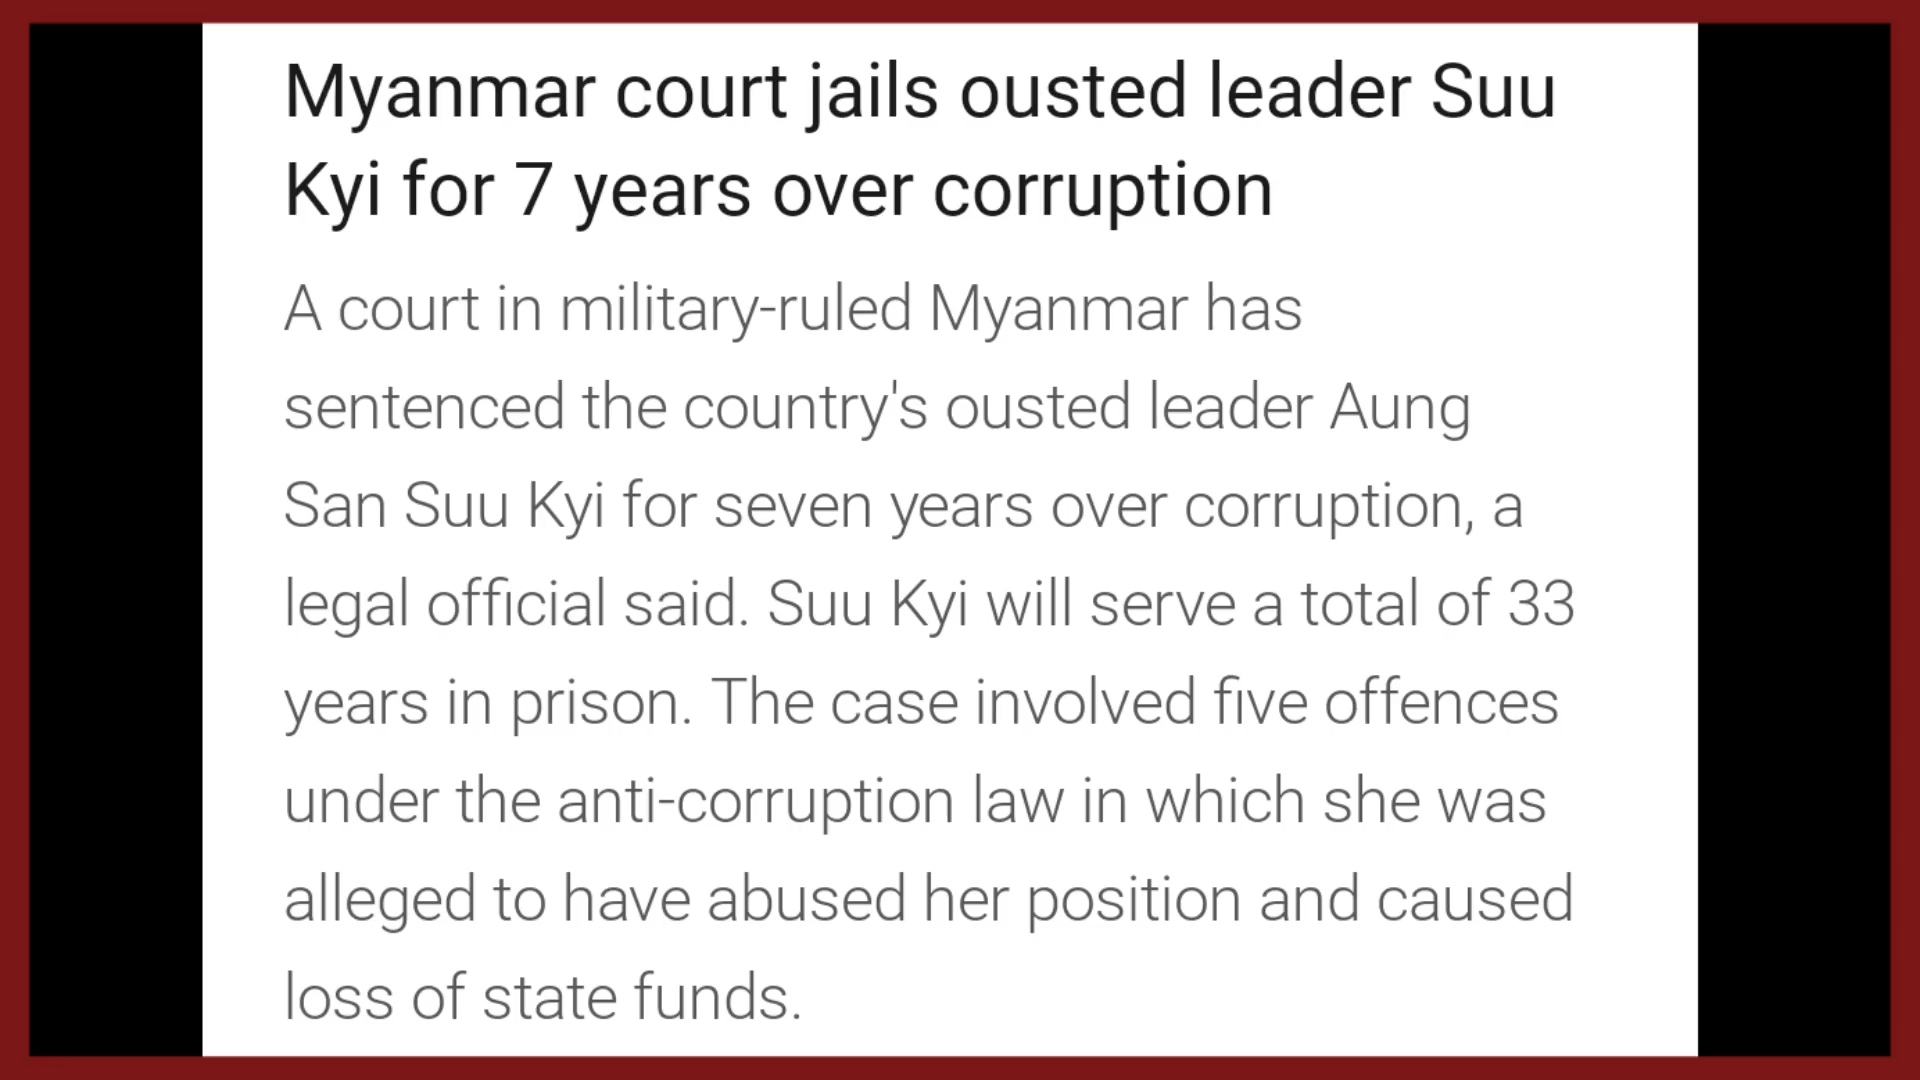 Myanmar court jails ousted leader Suu
Kyi for 7 years over corruption
A court in military-ruled Myanmar has
sentenced the country's ousted leader Aung
San Suu Kyi for seven years over corruption, a
legal official said. Suu Kyi will serve a total of 33
years in prison. The case involved five offences
under the anti-corruption law in which she was
alleged to have abused her position and caused
loss of state funds.